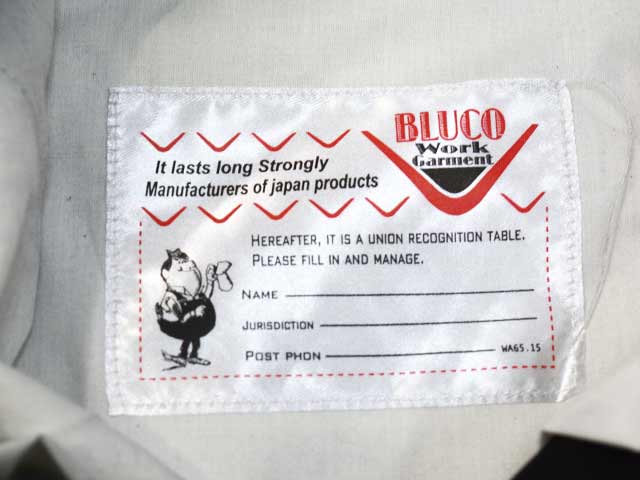 BLUCO
Work
Garment
It lasts long Strongly
Manufacturers of japan products
HEREAFTER, IT IS A UNION RECOGNITION TABLE.
PLEASE FILL IN AND MANAGE.
NAME
JURISDICTION
POST PHON
WA65.15